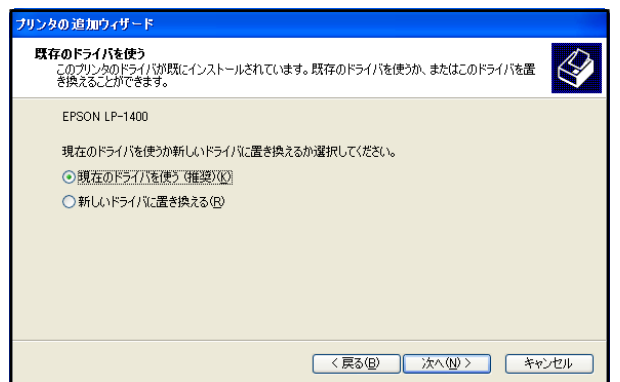 プリンタの追加ウィザード
既存のドライバを使う
このプリンタのドライバが既にインストールされています。既存のドライバを使うか、またはこのドライバを置
き換えることができます。
EPSON LP-1400
現在のドライバを使うか新しいドライバに置き換えるか選択してください。
現在のドライバを使う (推奨)(K)
新しいドライバに置き換える(R)
< 戻る(B) 次へ(N) > キャンセル